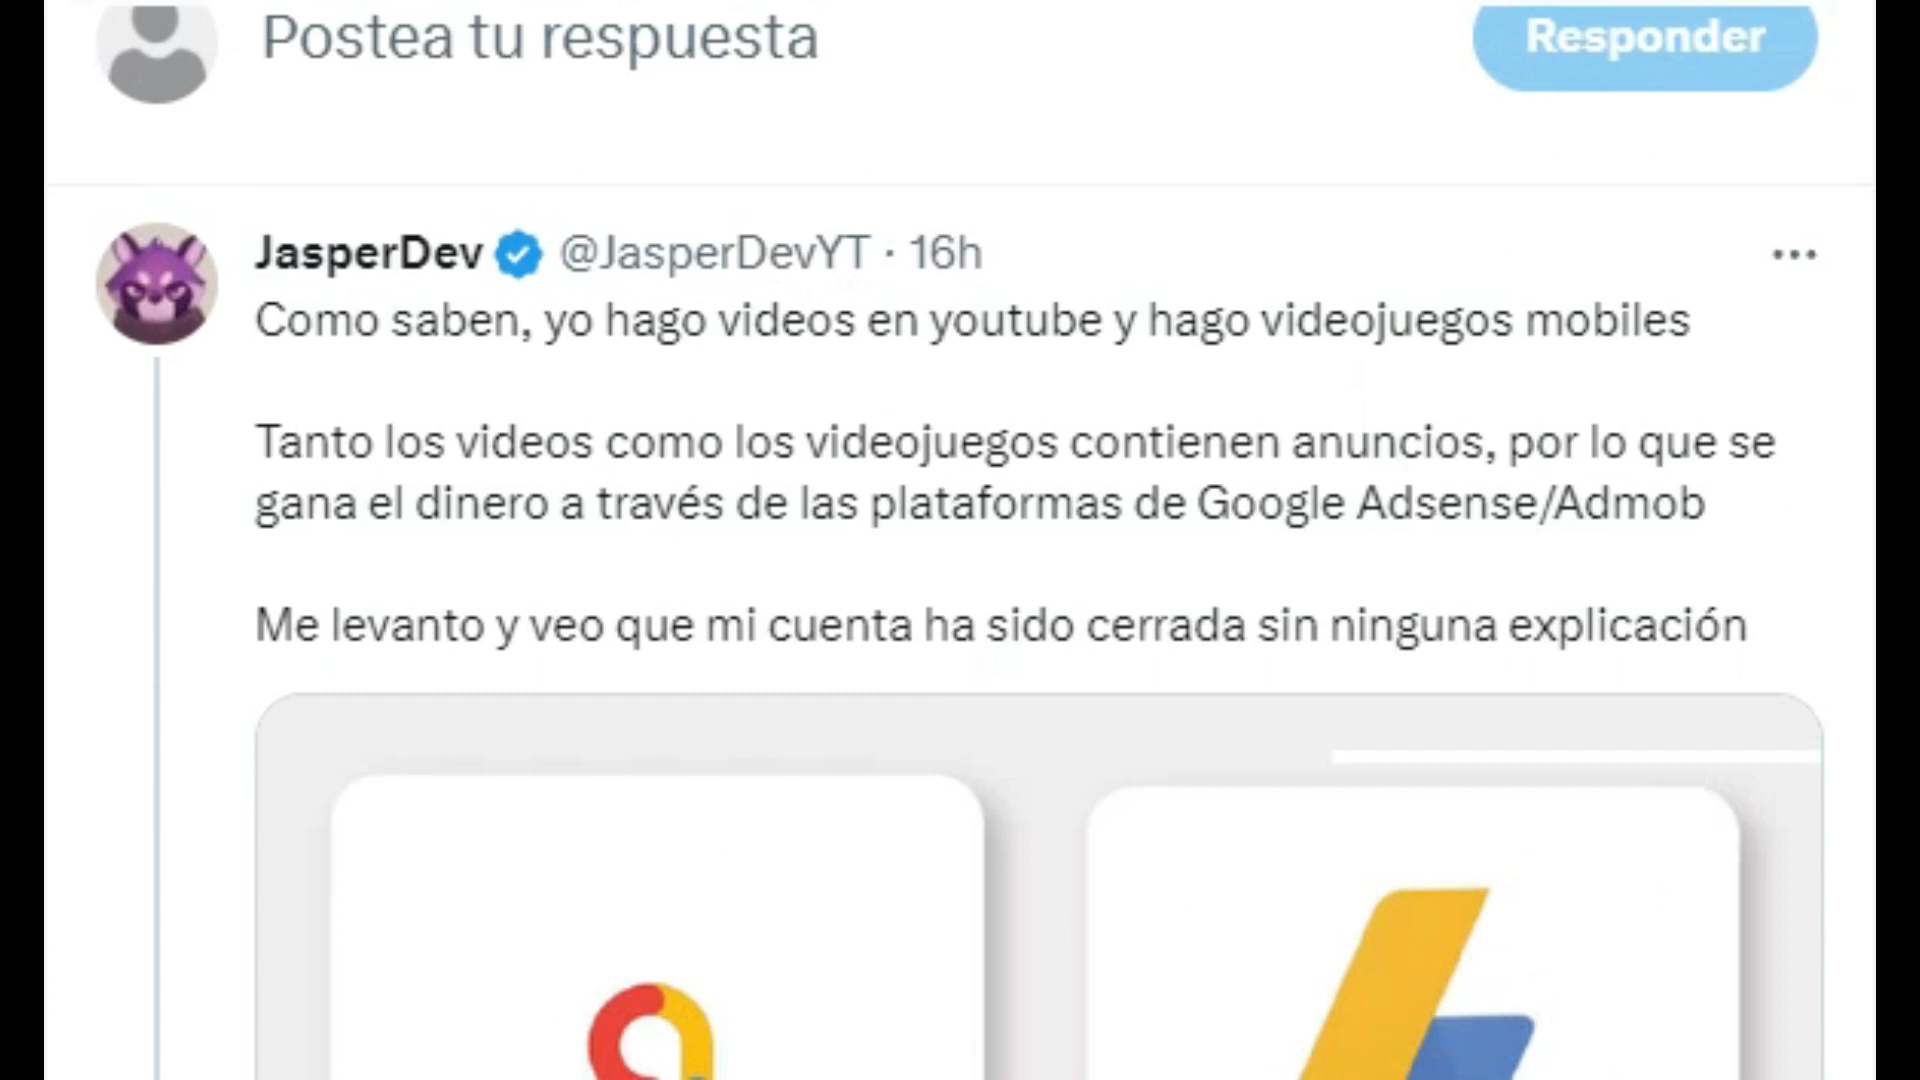 Postea tu respuesta
Responder
JasperDev @JasperDevYT · 16h
Como saben, yo hago videos en youtube y hago videojuegos mobiles
Tanto los videos como los videojuegos contienen anuncios, por lo que se
gana el dinero a través de las plataformas de Google Adsense/Admob
Me levanto y veo que mi cuenta ha sido cerrada sin ninguna explicación